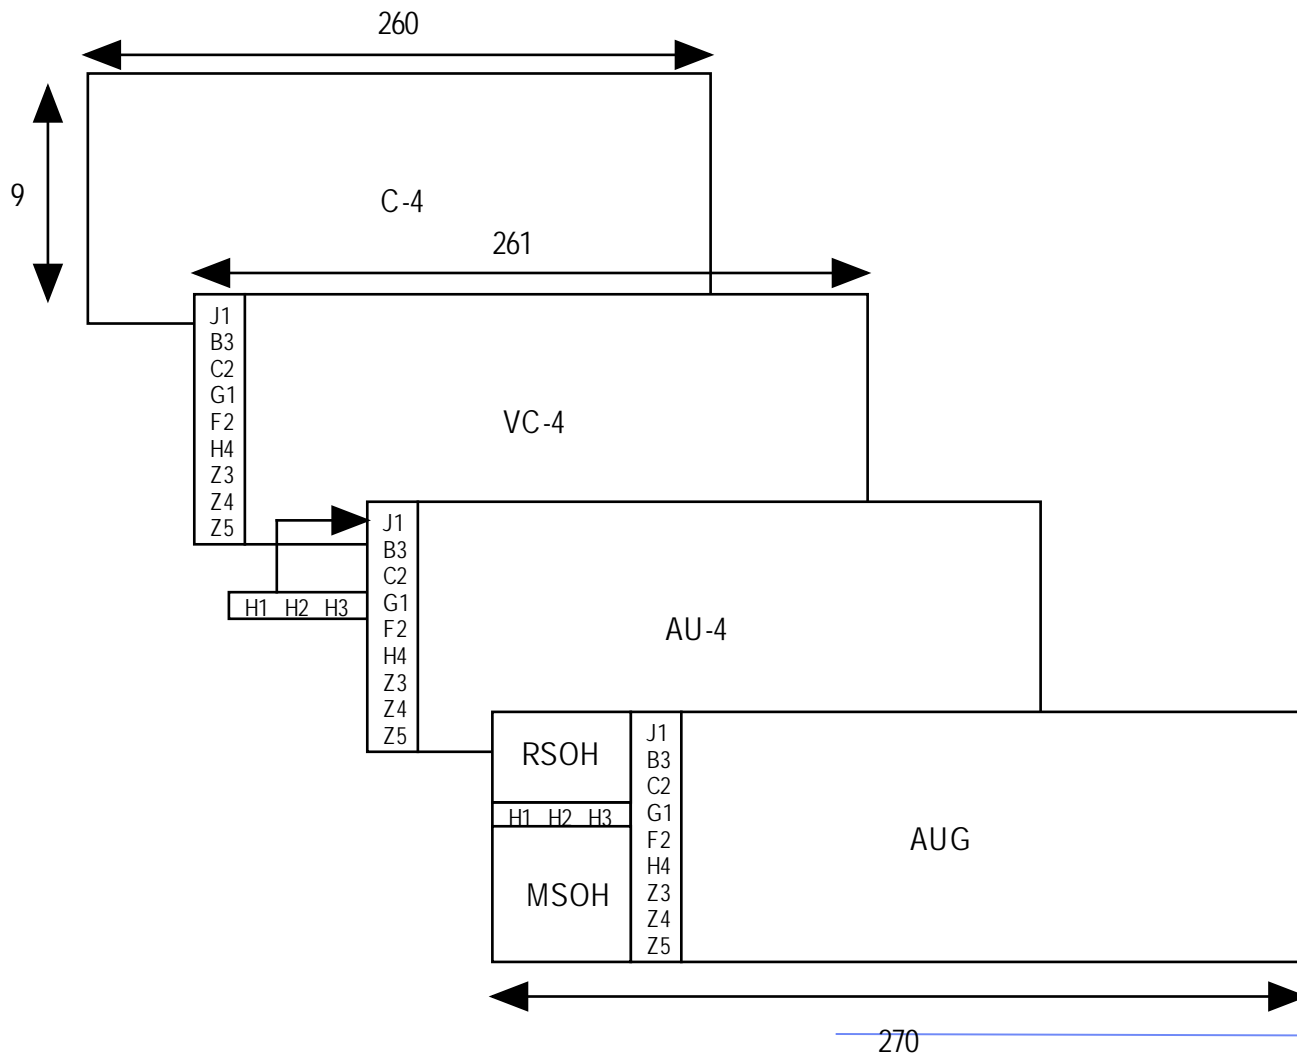 260
9
C-4
261
J1
B3
C2
G1
F2
H4
Z3
Z4
Z5
VC-4
H1 H2 H3
J1
B3
C2
G1
F2
H4
Z3
Z4
Z5
AU-4
RSOH
H1 H2 H3
MSOH
J1
B3
C2
G1
F2
H4
Z3
Z4
Z5
AUG
270